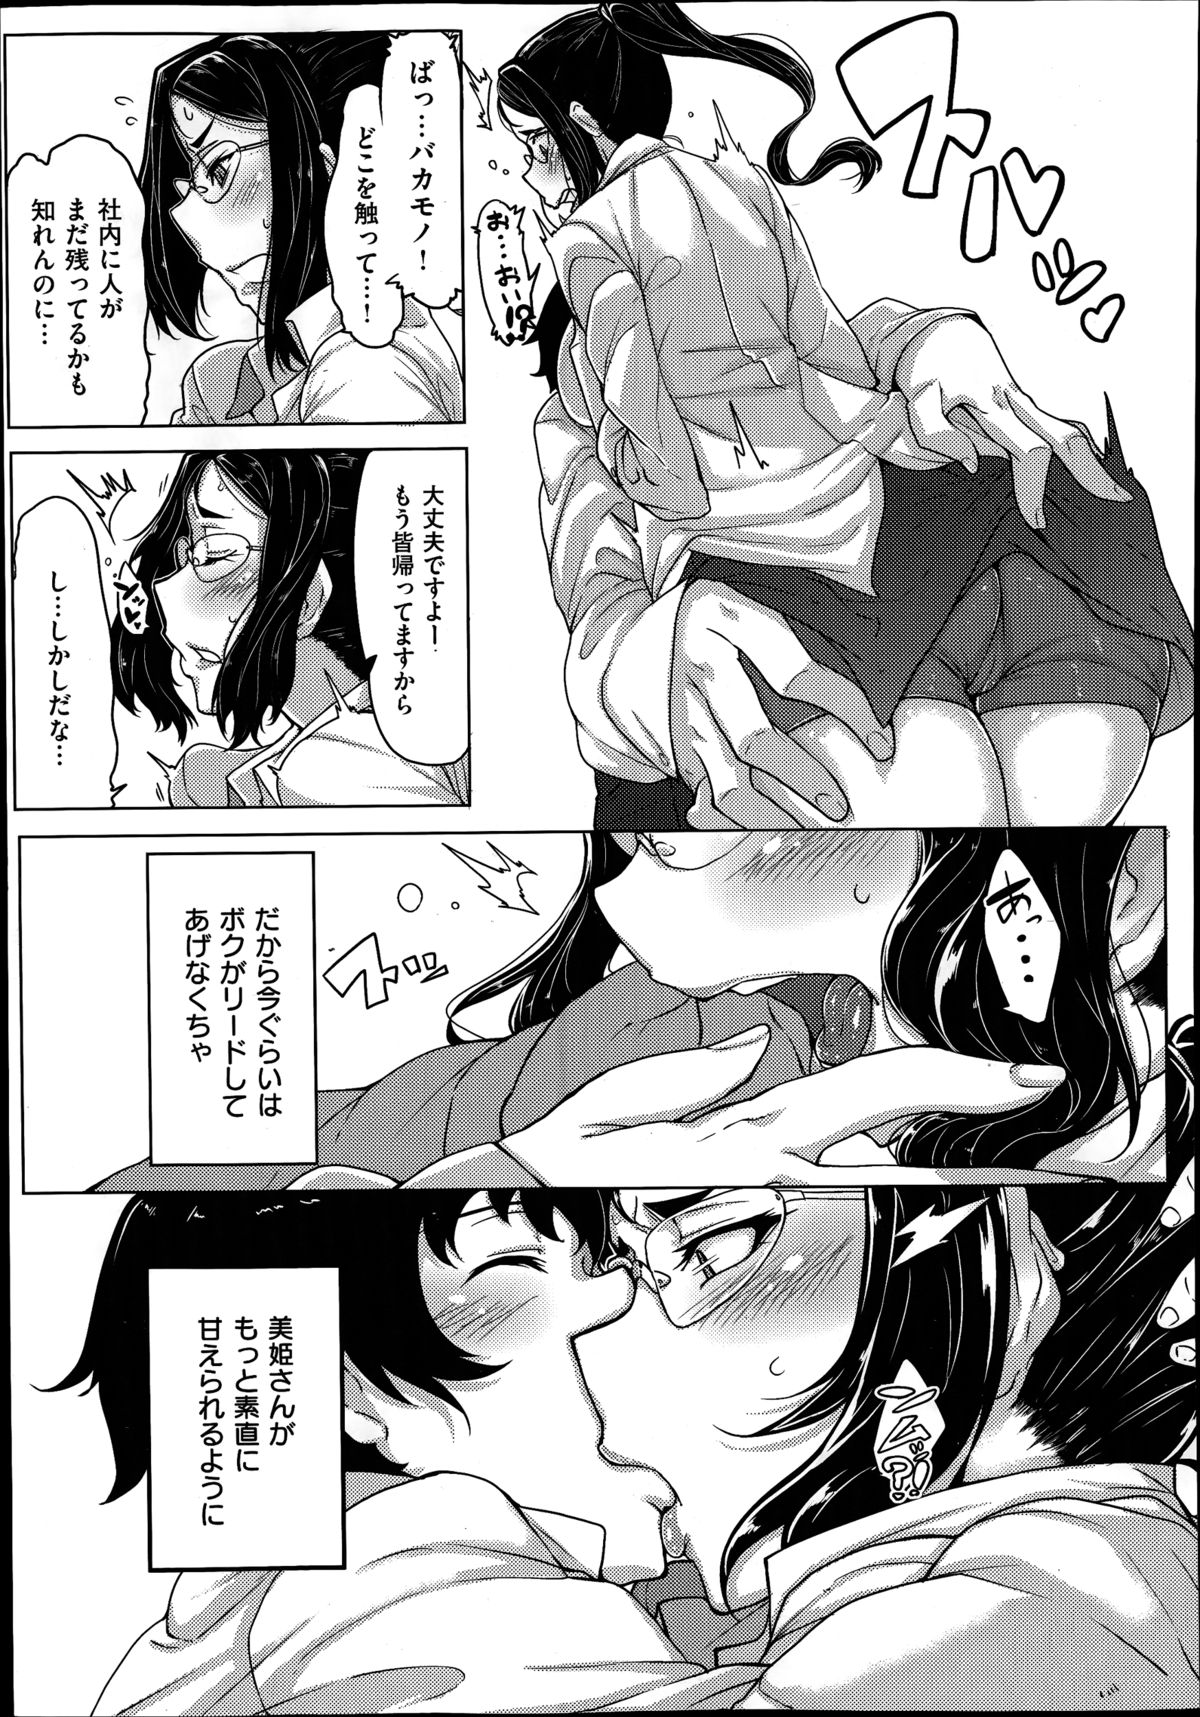 スル♡
スッ♡
お…おい!?
ばっ…バカモノ！
どこを触って……！
社内に人が
まだ残ってるかも
知れんのに…
大丈夫ですよー
もう皆帰ってますから
し…しかしだな…
あっ…
だから今ぐらいは
ボクがリードして
あげなくちゃ
美姫さんが
もっと素直に
甘えられるように
ンムッ!?